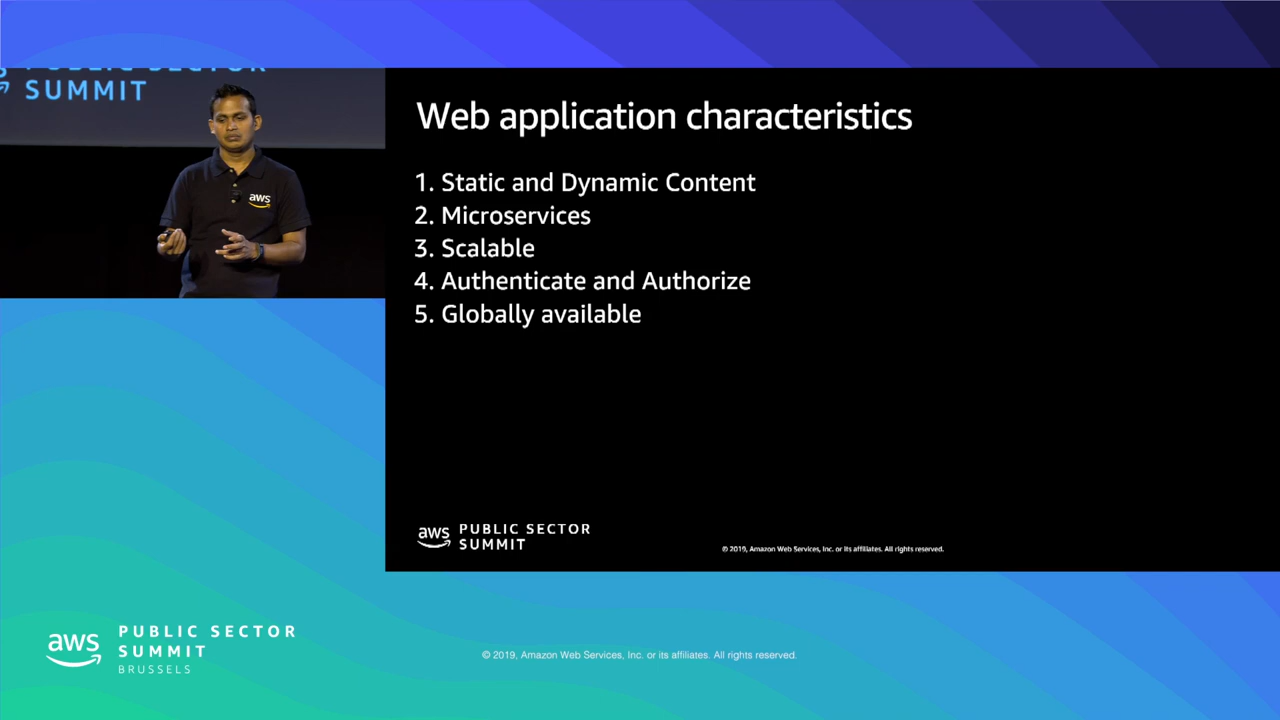 SUMMIT
aws
Web application characteristics
1. Static and Dynamic Content
2. Microservices
3. Scalable
4. Authenticate and Authorize
5. Globally available
aws PUBLIC SECTOR
SUMMIT
© 2019, Amazon Web Services, Inc. or its affiliates. All rights reserved.
aws PUBLIC SECTOR
SUMMIT
BRUSSELS
© 2019, Amazon Web Services, Inc. or its affiliates. All rights reserved.